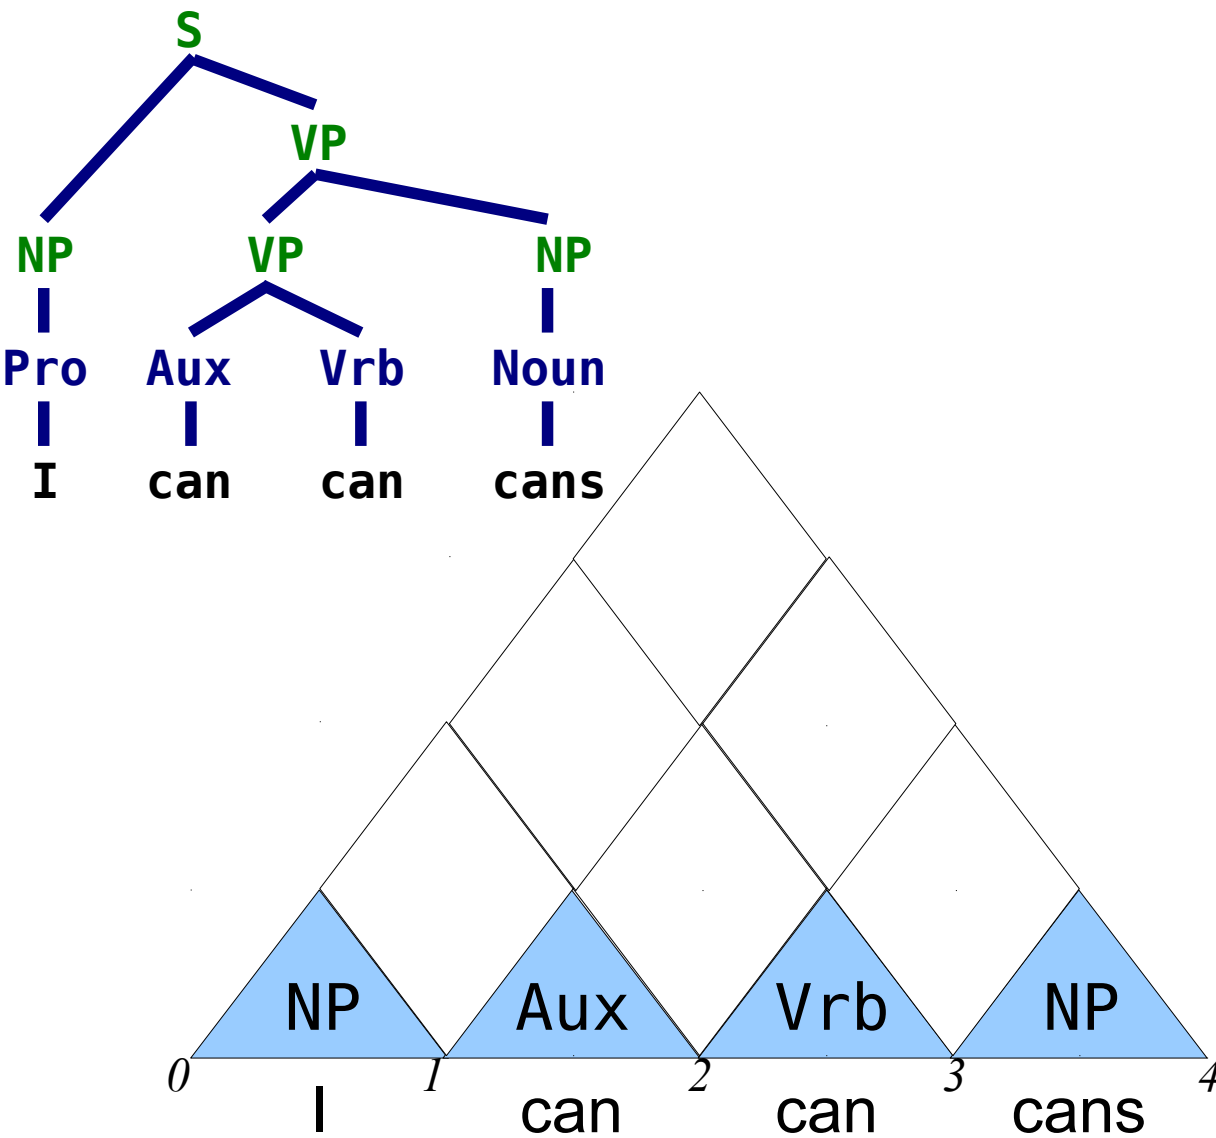 S
VP
NP VP NP
Pro Aux Vrb Noun
I can can cans
NP Aux Vrb NP
0 1 2 3 4
I can can cans